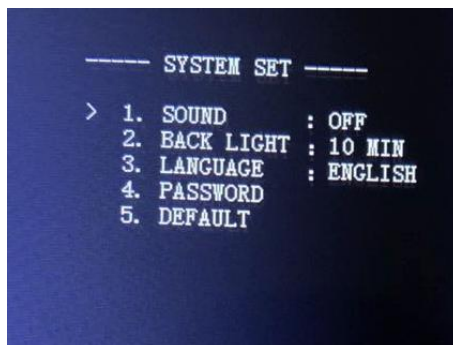 ----- SYSTEM SET -----
> 1. SOUND : OFF
2. BACK LIGHT : 10 MIN
3. LANGUAGE : ENGLISH
4. PASSWORD
5. DEFAULT